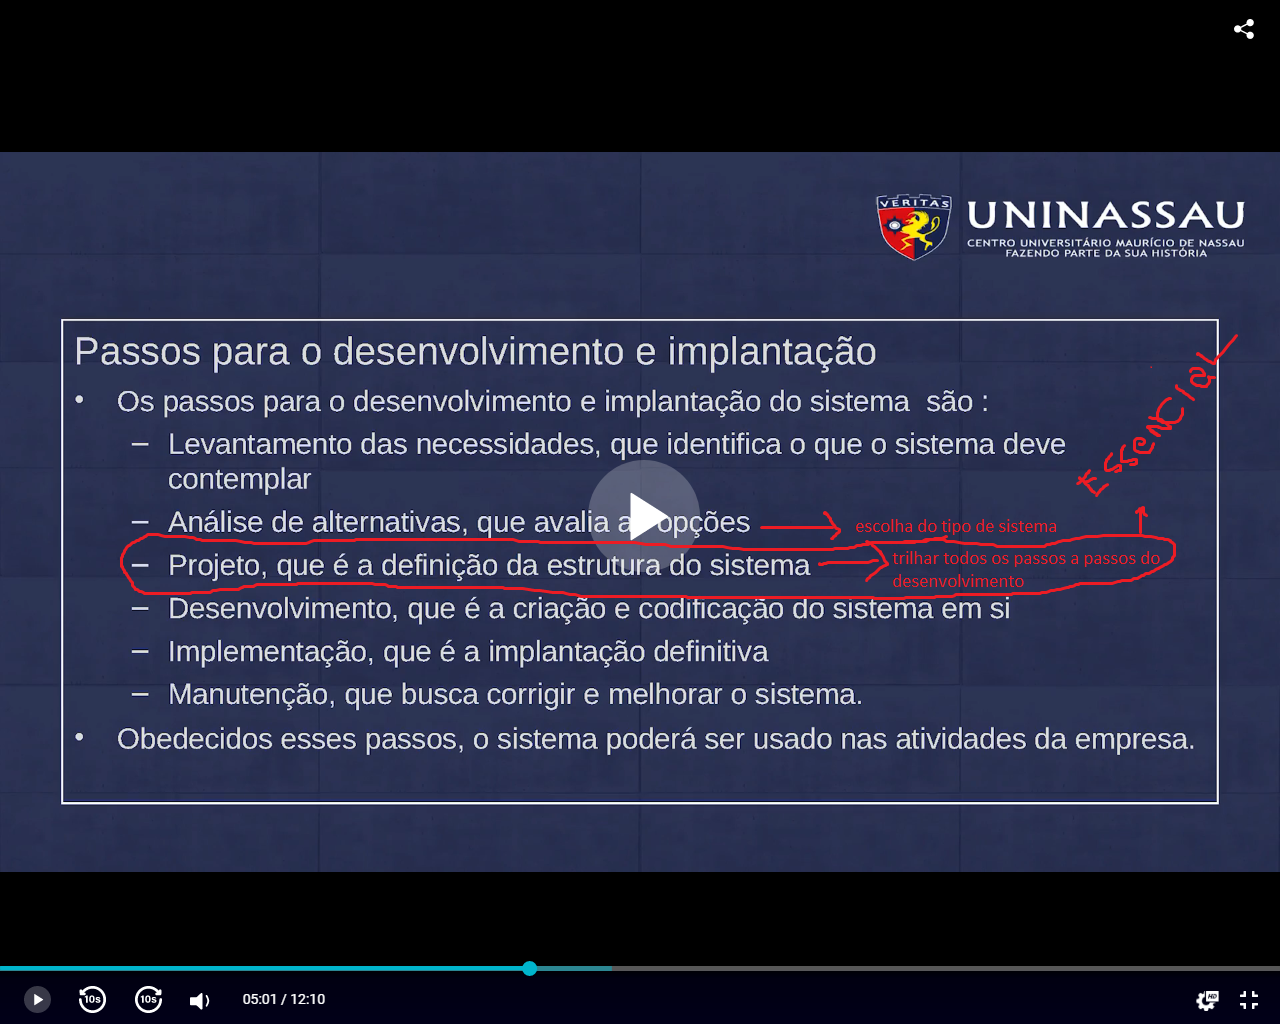 VERITAS
UNINASSAU
CENTRO UNIVERSITÁRIO MAURÍCIO DE NASSAU
FAZENDO PARTE DA SUA HISTÓRIA
Passos para o desenvolvimento e implantação
• Os passos para o desenvolvimento e implantação do sistema são :
– Levantamento das necessidades, que identifica o que o sistema deve
contemplar
EssenCial
– Análise de alternativas, que avalia as opções
escolha do tipo de sistema
– Projeto, que é a definição da estrutura do sistema
trilhar todos os passos a passos do
desenvolvimento
– Desenvolvimento, que é a criação e codificação do sistema em si
– Implementação, que é a implantação definitiva
– Manutenção, que busca corrigir e melhorar o sistema.
• Obedecidos esses passos, o sistema poderá ser usado nas atividades da empresa.
10s
10s
05:01 / 12:10
HD